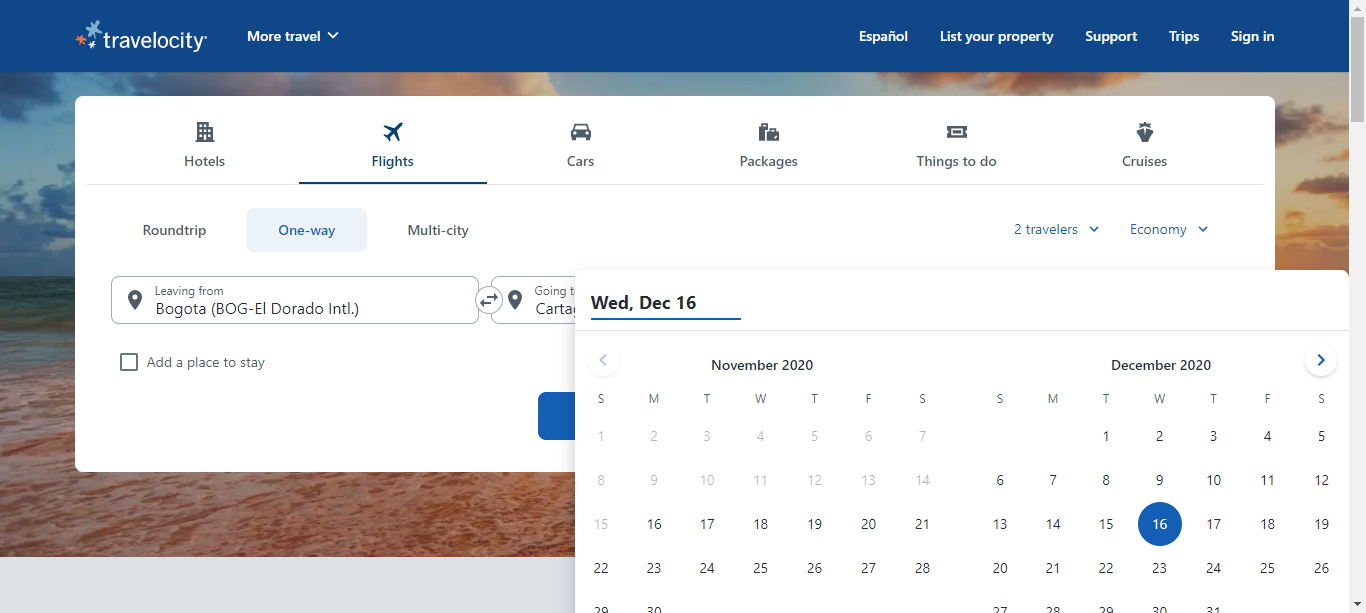 travelocity
More travel
Español
List your property
Support
Trips
Sign in
Hotels
Flights
Cars
Packages
Things to do
Cruises
Roundtrip
One-way
Multi-city
2 travelers
Economy
Leaving from
Bogota (BOG-El Dorado Intl.)
Going
Wed, Dec 16
Add a place to stay
November 2020
S M T W T F S
1 2 3 4 5 6 7
8 9 10 11 12 13 14
15 16 17 18 19 20 21
22 23 24 25 26 27 28
29 30
December 2020
S M T W T F S
1 2 3 4 5
6 7 8 9 10 11 12
13 14 15 16 17 18 19
20 21 22 23 24 25 26
27 28 29 30 31